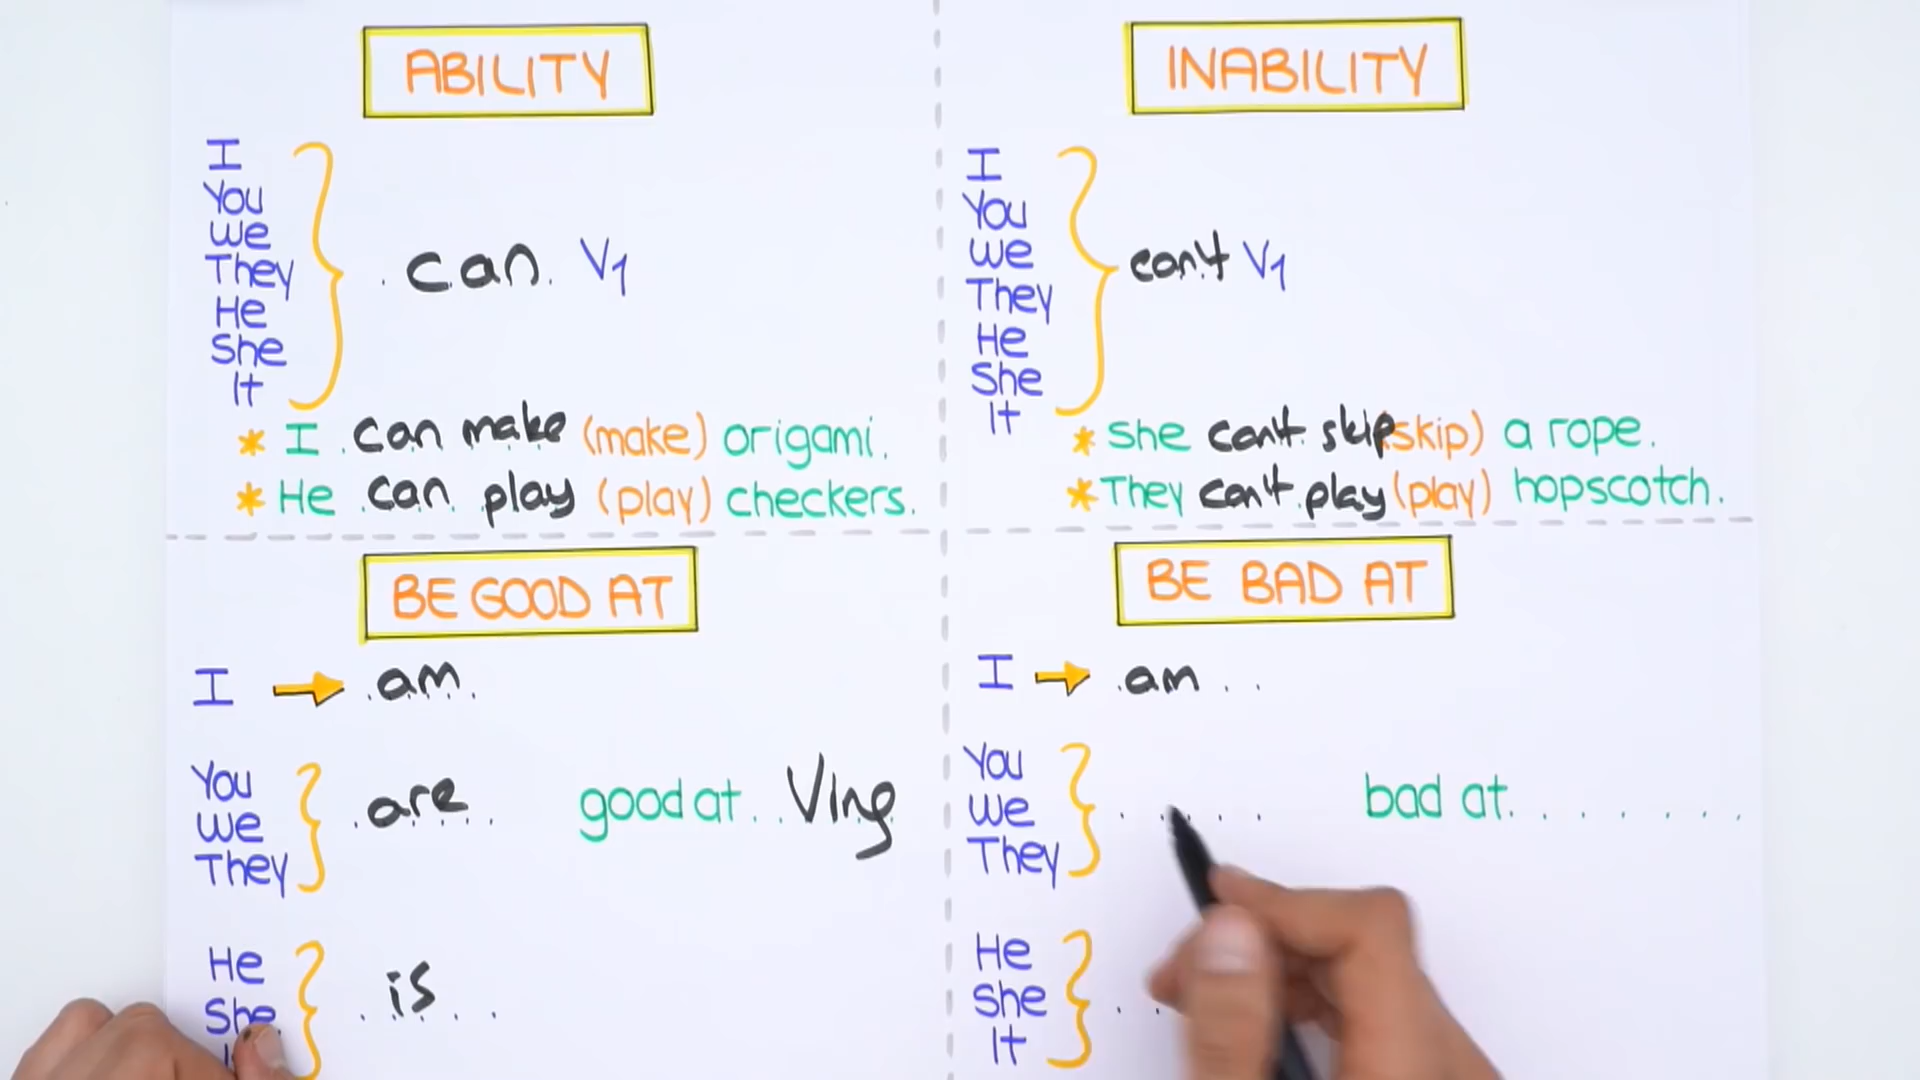 ABILITY
I
You
We
They
He
She
It
can V1
* I can make (make) origami.
* He can play (play) checkers.
INABILITY
I
You
We
They
He
She
It
can't V1
* She can't skip skip) a rope.
* They can't play (play) hopscotch.
BE GOOD AT
I → am
You
We
They
are good at Ving
He
She
is
BE BAD AT
I → am
You
We
They
bad at
He
She
It